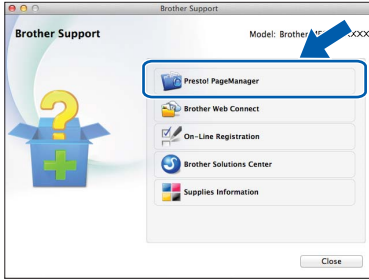 Brother Support
Brother Support
Model: Brother XXX
Presto! PageManager
Brother Web Connect
On-Line Registration
Brother Solutions Center
Supplies Information
Close